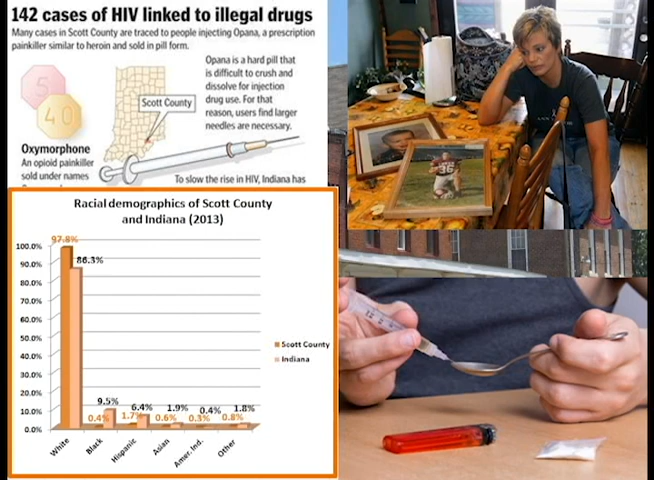 142 cases of HIV linked to illegal drugs
Many cases in Scott County are traced to people injecting Opana, a prescription
painkiller similar to heroin and sold in pill form.
Opana is a hard pill that
is difficult to crush and
dissolve for injection
drug use. For that
reason, users find larger
needles are necessary.
5
40
Scott County
Oxymorphone
An opioid painkiller
sold under names
To slow the rise in HIV, Indiana has
Racial demographics of Scott County
and Indiana (2013)
100.0%
90.0%
80.0%
70.0%
60.0%
50.0%
40.0%
30.0%
20.0%
10.0%
0.0%
97.8%
86.3%
0.4%
9.5%
1.7%
6.4%
0.6%
1.9%
0.3%
0.4%
0.8%
1.8%
Scott County
Indiana
White
Black
Hispanic
Asian
Amer. Ind.
Other
36